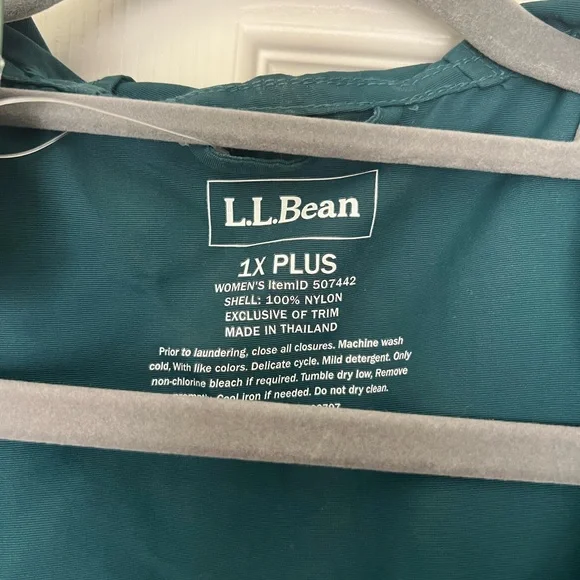 L.L.Bean
1X PLUS
WOMEN'S ItemID 507442
SHELL: 100% NYLON
EXCLUSIVE OF TRIM
MADE IN THAILAND
Prior to laundering, close all closures. Machine wash
cold, With like colors. Delicate cycle. Mild detergent. Only
non-chlorine bleach if required. Tumble dry low, Remove
Cool iron if needed. Do not dry clean.